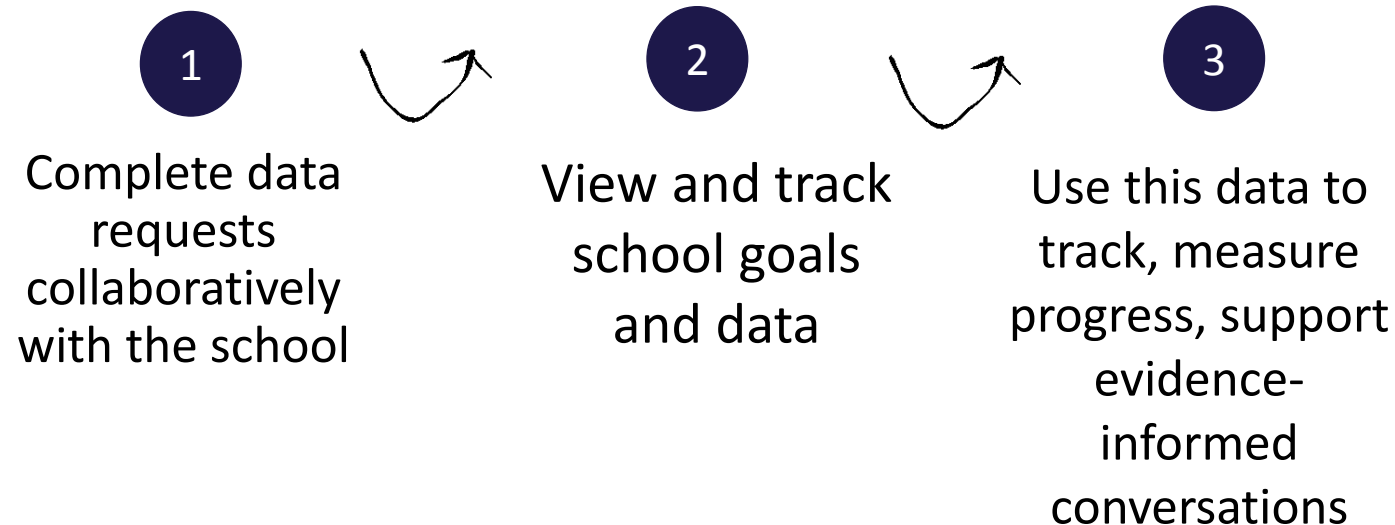 1
Complete data
requests
collaboratively
with the school
2
View and track
school goals
and data
3
Use this data to
track, measure
progress, support
evidence-
informed
conversations